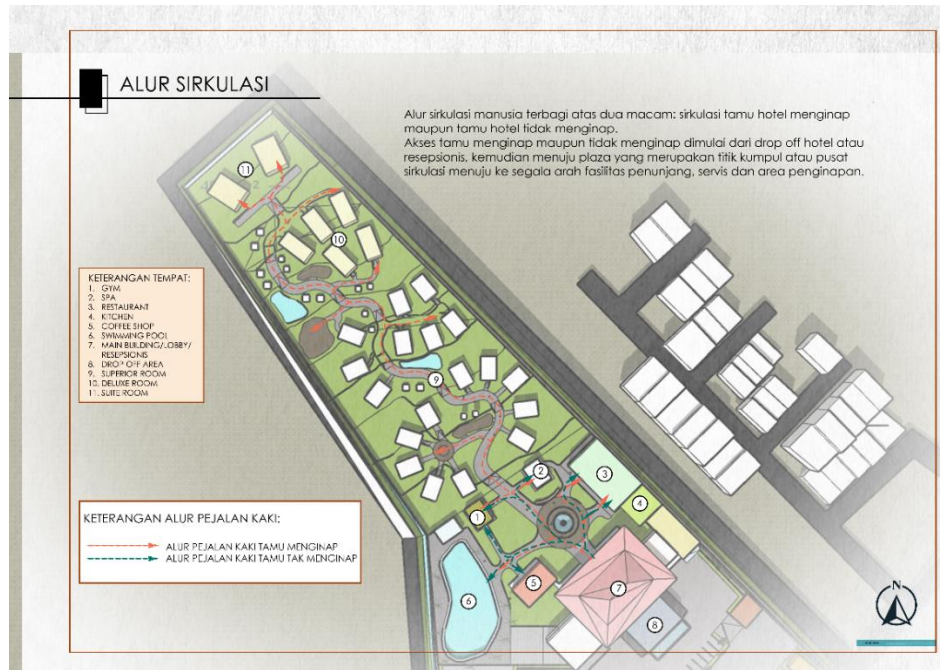 ALUR SIRKULASI
Alur sirkulasi manusia terbagi atas dua macam: sirkulasi tamu hotel menginap
maupun tamu hotel tidak menginap.
Akses tamu menginap maupun tidak menginap dimulai dari drop off hotel atau
resepsionis, kemudian menuju plaza yang merupakan titik kumpul atau pusat
sirkulasi menuju ke segala arah fasilitas penunjang, servis dan area penginapan.
11
10
KETERANGAN TEMPAT:
1. GYM
2. SPA
3. RESTAURANT
4. KITCHEN
5. COFFEE SHOP
6. SWIMMING POOL
7. MAIN BUILDING/LOBBY/
RESEPSIONIS
8. DROP OFF AREA
9. SUPERIOR ROOM
10. DELUXE ROOM
11. SUITE ROOM
9
2
3
4
1
KETERANGAN ALUR PEJALAN KAKI:
ALUR PEJALAN KAKI TAMU MENGINAP
ALUR PEJALAN KAKI TAMU TAK MENGINAP
5
7
6
8
N